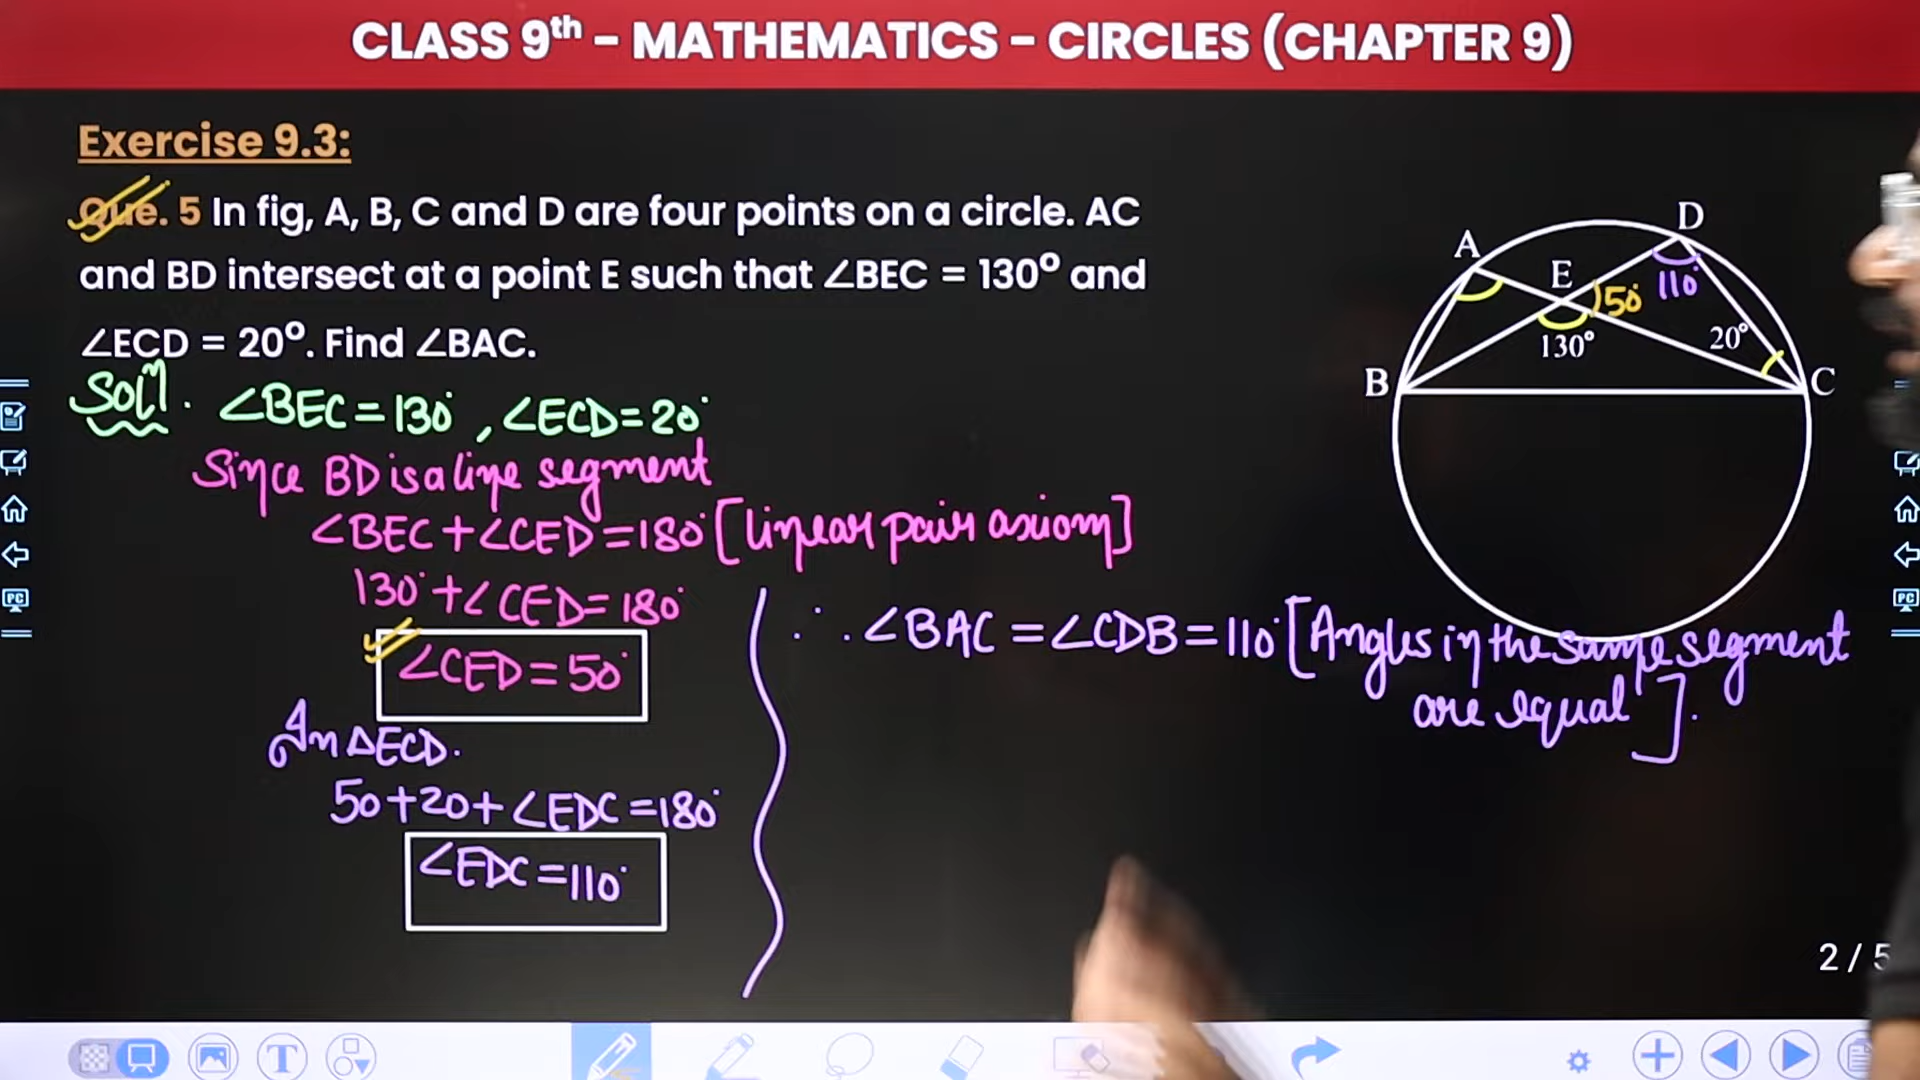 CLASS 9th - MATHEMATICS - CIRCLES (CHAPTER 9)
Exercise 9.3:
Que. 5 In fig, A, B, C and D are four points on a circle. AC
and BD intersect at a point E such that ∠BEC = 130° and
∠ECD = 20°. Find ∠BAC.
Soln. ∠BEC = 130°, ∠ECD = 20°
Since BD is a line segment
∠BEC + ∠CED = 180° [linear pair axiom]
130° + ∠CED = 180°
∠CED = 50°
In ΔECD.
50 + 20 + ∠EDC = 180°
∠EDC = 110°
∴ ∠BAC = ∠CDB = 110° [Angles in the same segment
are equal].
D
A
E
50°
110°
130°
20°
B
C
2 / 5
T
PC
PC